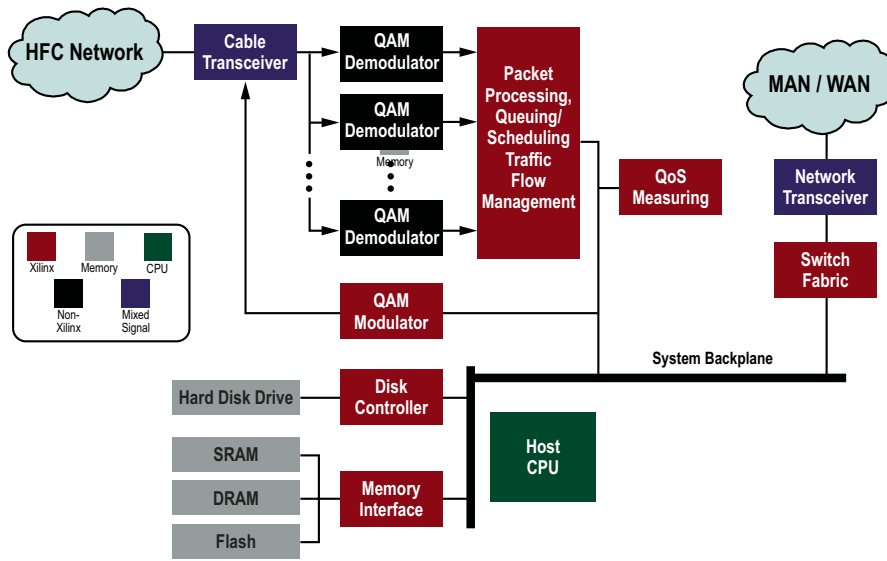 HFC Network
Cable
Transceiver
QAM
Demodulator
QAM
Demodulator
Memory
QAM
Demodulator
Packet
Processing,
Queuing/
Scheduling
Traffic
Flow
Management
QoS
Measuring
MAN / WAN
Network
Transceiver
Switch
Fabric
Xilinx
Memory
CPU
Non-
Xilinx
Mixed
Signal
QAM
Modulator
System Backplane
Hard Disk Drive
Disk
Controller
SRAM
DRAM
Flash
Memory
Interface
Host
CPU